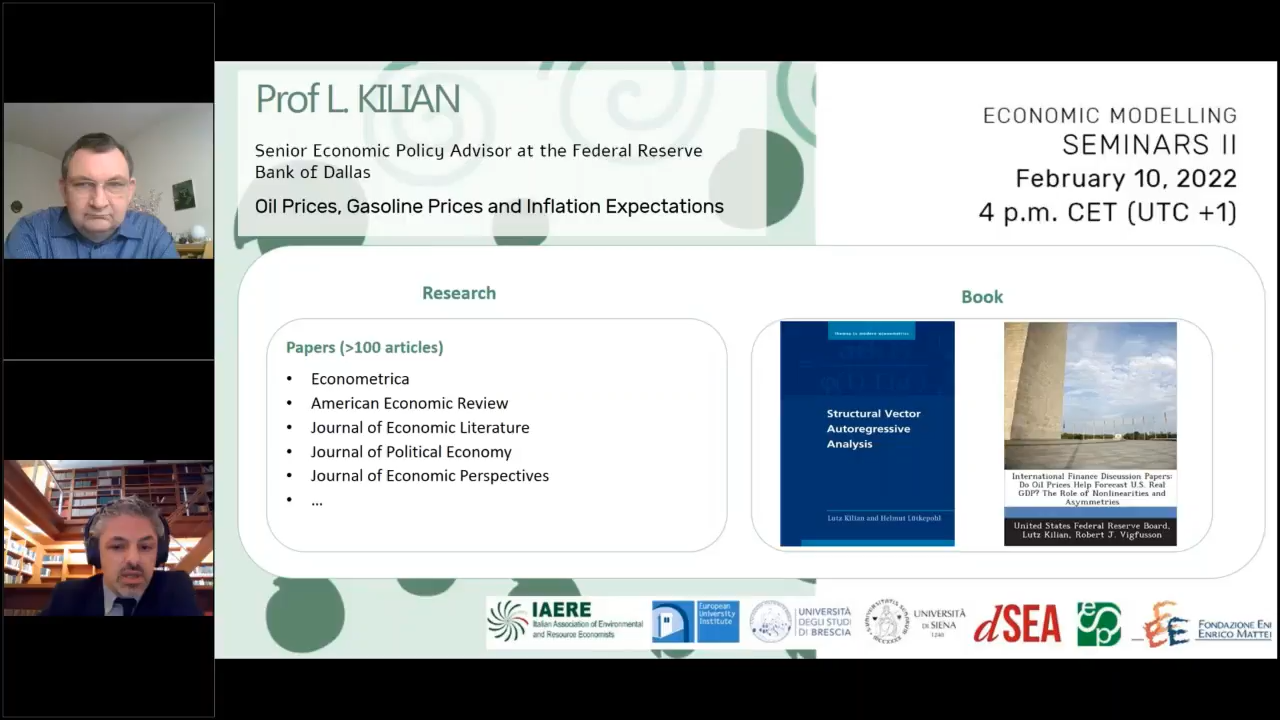 Prof L. KILIAN
Senior Economic Policy Advisor at the Federal Reserve
Bank of Dallas
Oil Prices, Gasoline Prices and Inflation Expectations
ECONOMIC MODELLING
SEMINARS II
February 10, 2022
4 p.m. CET (UTC +1)
Research
Papers (>100 articles)
• Econometrica
• American Economic Review
• Journal of Economic Literature
• Journal of Political Economy
• Journal of Economic Perspectives
• ...
Book
Structural Vector
Autoregressive
Analysis
Lutz Kilian and Helmut Lütkepohl
International Finance Discussion Papers:
Do Oil Prices Help Forecast U.S. Real
GDP? The Role of Nonlinearities and
Asymmetries
United States Federal Reserve Board,
Lutz Kilian, Robert J. Vigfusson
IAERE
Italian Association of Environmental
and Resource Economists
European
University
Institute
UNIVERSITÀ
DEGLI STUDI
DI BRESCIA
UNIVERSITÀ
DI SIENA
1240
dSEA
esp
FEEE
FONDAZIONE ENI
ENRICO MATTEI